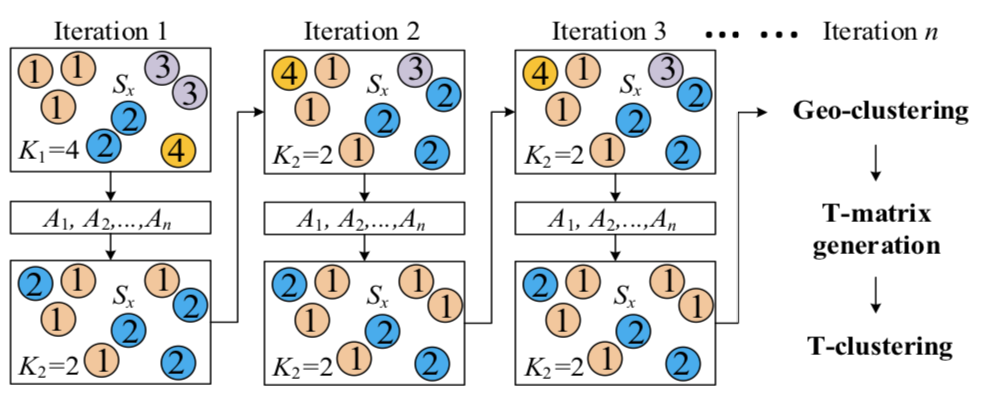 Iteration 1
1 1 3
S_x 3
1 2
K_1=4 2 4
A_1, A_2,...,A_n
2 1 1
S_x 2
1 2
K_2=2 1 2
Iteration 2
4 1 3
S_x 2
1 2
K_2=2 1 2
A_1, A_2,...,A_n
2 1 1
S_x 1
1 2
K_2=2 1 2
Iteration 3
4 1 3
S_x 2
1 2
K_2=2 1 2
A_1, A_2,...,A_n
2 1 1
S_x 1
1 2
K_2=2 1 2
... ...
Iteration n
Geo-clustering
T-matrix
generation
T-clustering